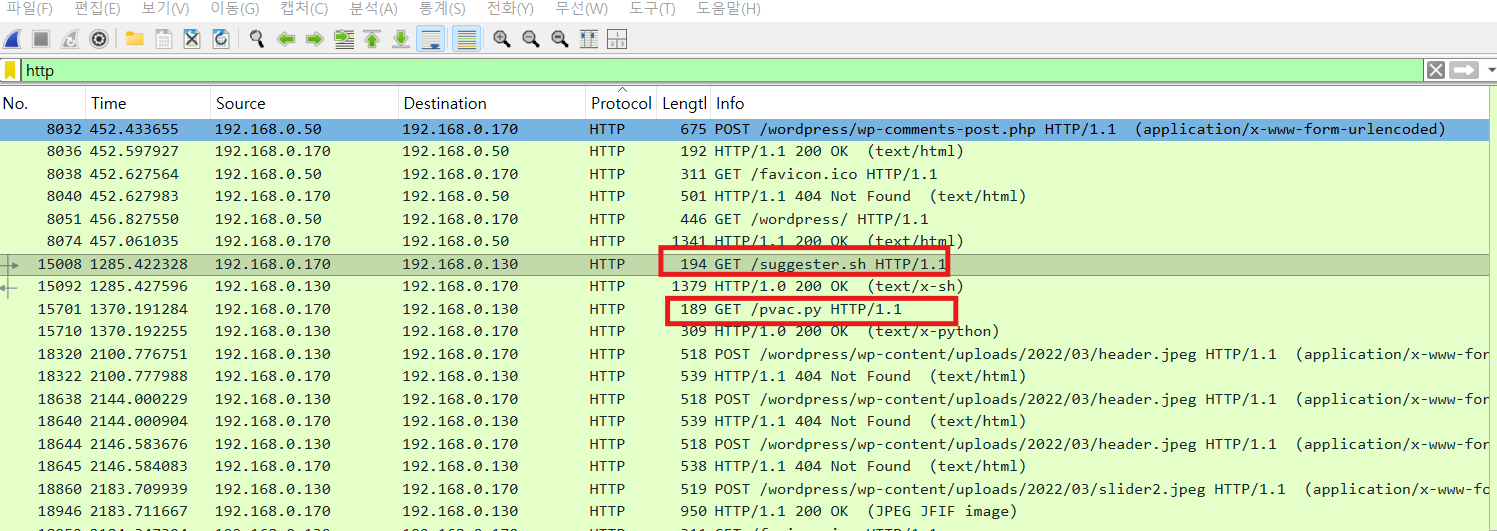 파일(F) 편집(E) 보기(V) 이동(G) 캡처(C) 분석(A) 통계(S) 전화(Y) 무선(W) 도구(T) 도움말(H)
http
No. Time Source Destination Protocol Lengtl Info
8032 452.433655 192.168.0.50 192.168.0.170 HTTP 675 POST /wordpress/wp-comments-post.php HTTP/1.1 (application/x-www-form-urlencoded)
8036 452.597927 192.168.0.170 192.168.0.50 HTTP 192 HTTP/1.1 200 OK (text/html)
8038 452.627564 192.168.0.50 192.168.0.170 HTTP 311 GET /favicon.ico HTTP/1.1
8040 452.627983 192.168.0.170 192.168.0.50 HTTP 501 HTTP/1.1 404 Not Found (text/html)
8051 456.827550 192.168.0.50 192.168.0.170 HTTP 446 GET /wordpress/ HTTP/1.1
8074 457.061035 192.168.0.170 192.168.0.50 HTTP 1341 HTTP/1.1 200 OK (text/html)
15008 1285.422328 192.168.0.170 192.168.0.130 HTTP 194 GET /suggester.sh HTTP/1.1
15092 1285.427596 192.168.0.130 192.168.0.170 HTTP 1379 HTTP/1.0 200 OK (text/x-sh)
15701 1370.191284 192.168.0.170 192.168.0.130 HTTP 189 GET /pvac.py HTTP/1.1
15710 1370.192255 192.168.0.130 192.168.0.170 HTTP 309 HTTP/1.0 200 OK (text/x-python)
18320 2100.776751 192.168.0.130 192.168.0.170 HTTP 518 POST /wordpress/wp-content/uploads/2022/03/header.jpeg HTTP/1.1 (application/x-www-for
18322 2100.777988 192.168.0.170 192.168.0.130 HTTP 539 HTTP/1.1 404 Not Found (text/html)
18638 2144.000229 192.168.0.130 192.168.0.170 HTTP 518 POST /wordpress/wp-content/uploads/2022/03/header.jpeg HTTP/1.1 (application/x-www-for
18640 2144.000904 192.168.0.170 192.168.0.130 HTTP 539 HTTP/1.1 404 Not Found (text/html)
18644 2146.583676 192.168.0.130 192.168.0.170 HTTP 518 POST /wordpress/wp-content/uploads/2022/03/header.jpeg HTTP/1.1 (application/x-www-for
18645 2146.584083 192.168.0.170 192.168.0.130 HTTP 538 HTTP/1.1 404 Not Found (text/html)
18860 2183.709939 192.168.0.130 192.168.0.170 HTTP 519 POST /wordpress/wp-content/uploads/2022/03/slider2.jpeg HTTP/1.1 (application/x-www-fo
18946 2183.711667 192.168.0.170 192.168.0.130 HTTP 950 HTTP/1.1 200 OK (JPEG JFIF image)